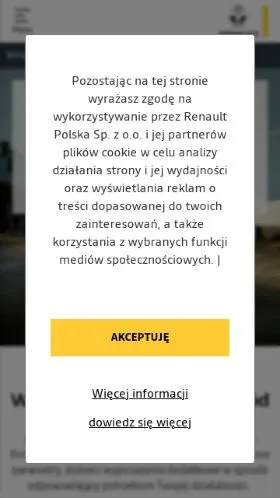 Pozostając na tej stronie
wyrażasz zgodę na
wykorzystywanie przez Renault
Polska Sp. z o.o. i jej partnerów
plików cookie w celu analizy
działania strony i jej wydajności
oraz wyświetlania reklam o
treści dopasowanej do twoich
zainteresowań, a także
korzystania z wybranych funkcji
mediów społecznościowych. |
AKCEPTUJĘ
Więcej informacji
dowiedz się więcej